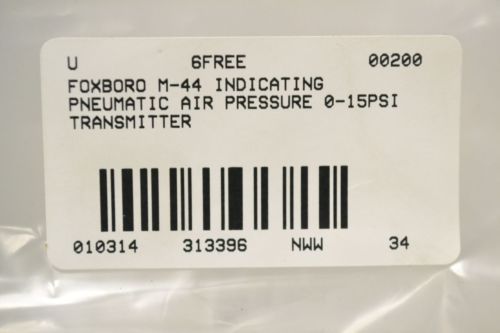 U 6FREE 00200
FOXBORO M-44 INDICATING
PNEUMATIC AIR PRESSURE 0-15PSI
TRANSMITTER
010314 313396 NWW 34